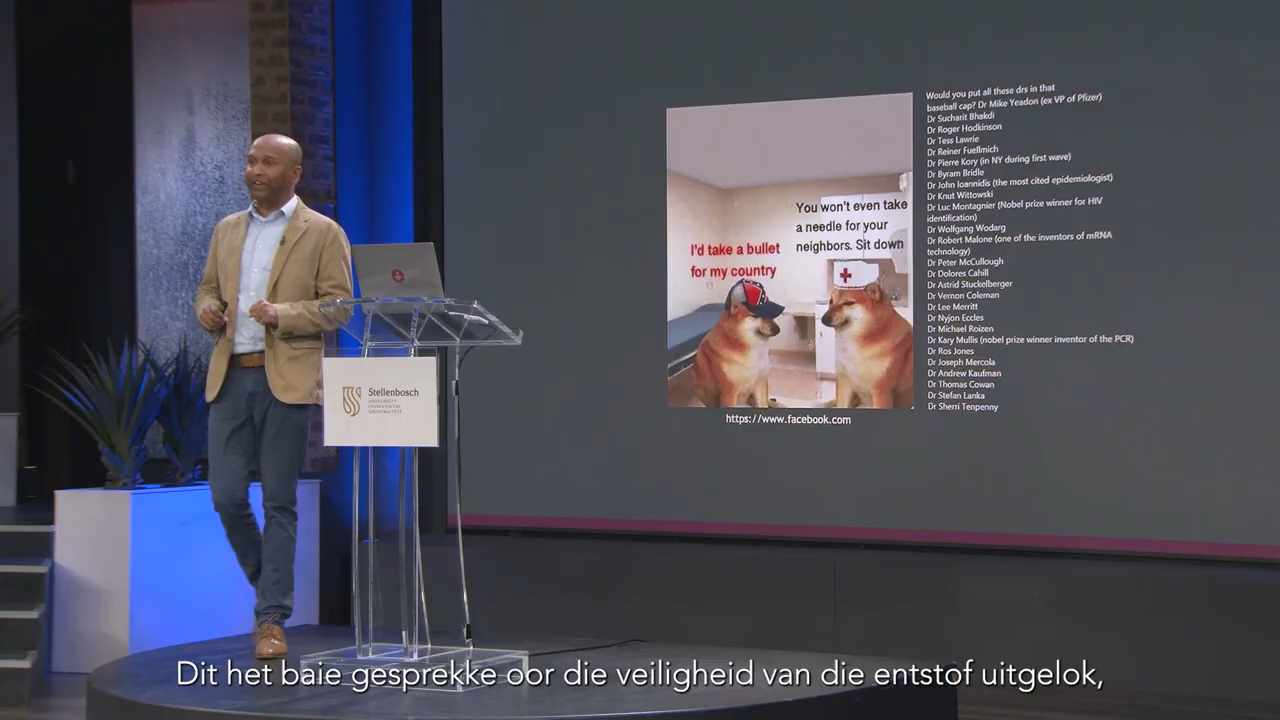 Would you put all these drs in that
baseball cap? Dr Mike Yeadon (ex VP of Pfizer)
Dr Sucharit Bhakdi
Dr Roger Hodkinson
Dr Tess Lawrie
Dr Reiner Fuellmich
Dr Pierre Kory (in NY during first wave)
Dr Byram Bridle
Dr John Ioannidis (the most cited epidemiologist)
Dr Knut Wittowski
Dr Luc Montagnier (Nobel prize winner for HIV
identification)
Dr Wolfgang Wodarg
Dr Robert Malone (one of the inventors of mRNA
technology)
Dr Peter McCullough
Dr Dolores Cahill
Dr Astrid Stuckelberger
Dr Vernon Coleman
Dr Lee Merritt
Dr Nyjon Eccles
Dr Michael Roizen
Dr Kary Mullis (nobel prize winner inventor of the PCR)
Dr Ros Jones
Dr Joseph Mercola
Dr Andrew Kaufman
Dr Thomas Cowan
Dr Stefan Lanka
Dr Sherri Tenpenny
You won't even take
a needle for your
neighbors. Sit down
I'd take a bullet
for my country
https://www.facebook.com
Stellenbosch
UNIVERSITY
IYUNIVESITHI
UNIVERSITEIT
Dit het baie gesprekke oor die veiligheid van die entstof uitgelok,